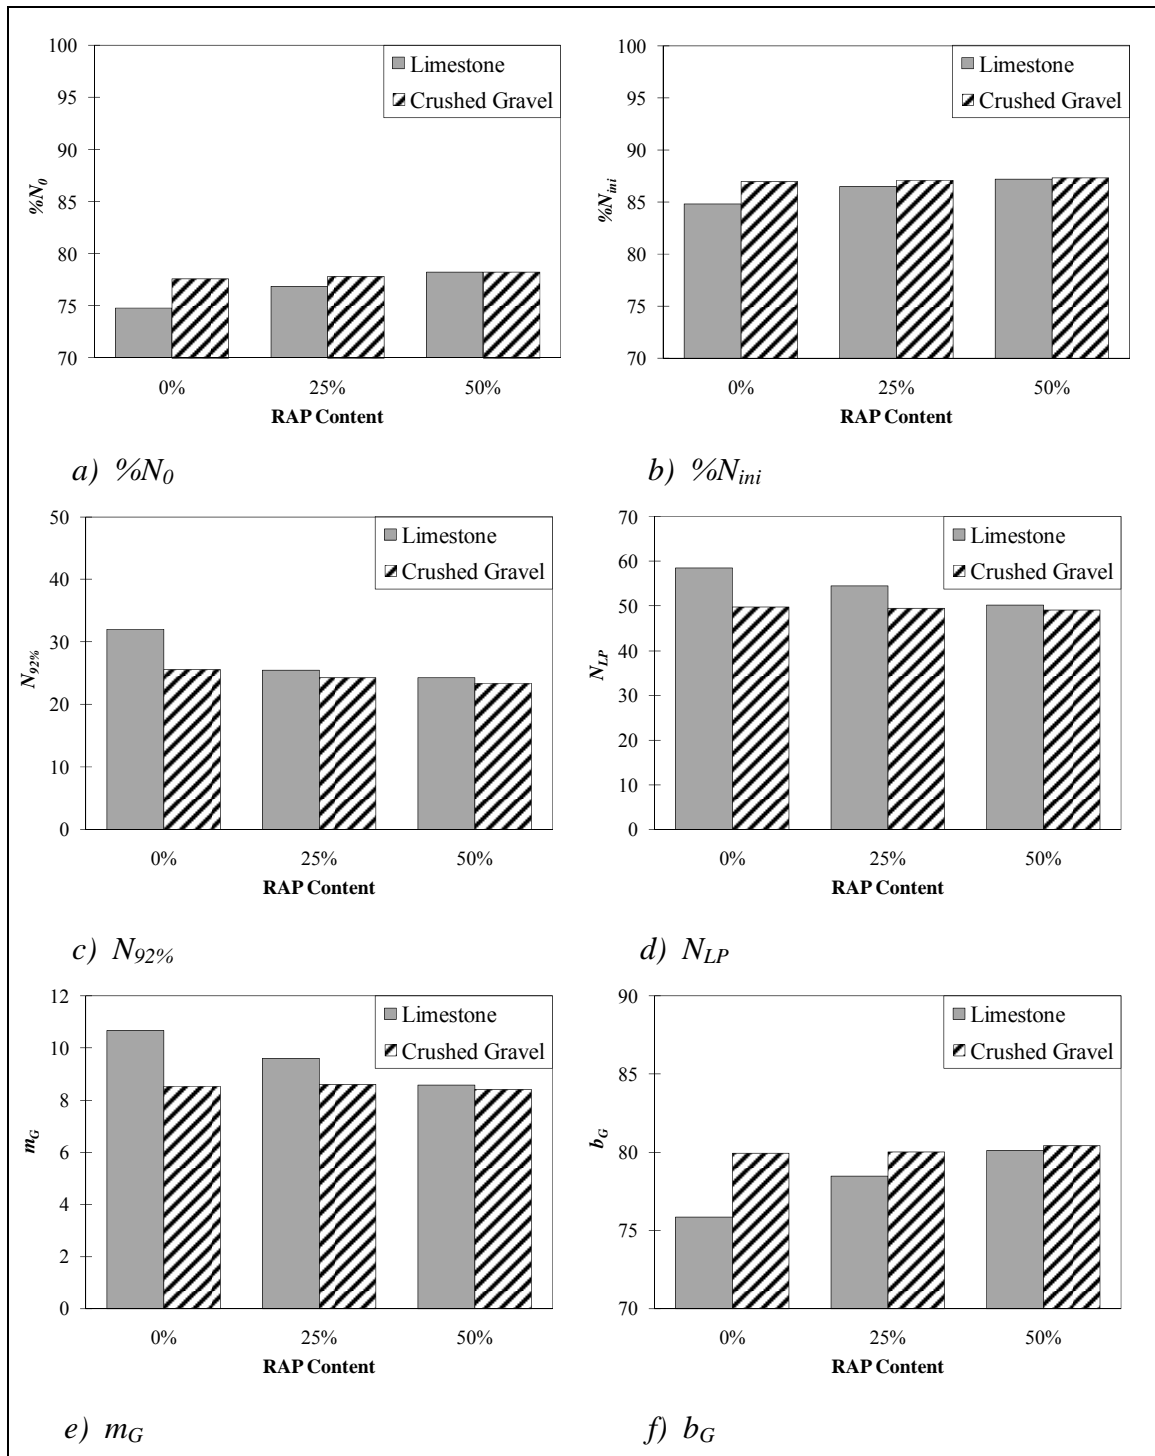 100
95
90
85
80
75
70
%N0
Limestone
Crushed Gravel
0% 25% 50%
RAP Content
a) %N0
100
95
90
85
80
75
70
%Nini
Limestone
Crushed Gravel
0% 25% 50%
RAP Content
b) %Nini
50
40
30
20
10
0
N92%
Limestone
Crushed Gravel
0% 25% 50%
RAP Content
c) N92%
70
60
50
40
30
20
10
0
NLP
Limestone
Crushed Gravel
0% 25% 50%
RAP Content
d) NLP
12
10
8
6
4
2
0
mG
Limestone
Crushed Gravel
0% 25% 50%
RAP Content
e) mG
90
85
80
75
70
bG
Limestone
Crushed Gravel
0% 25% 50%
RAP Content
f) bG